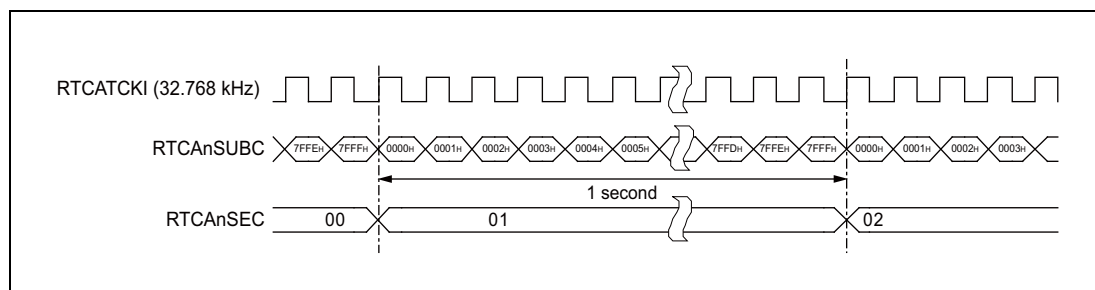 RTCATCKI (32.768 kHz)
RTCAnSUBC 7FFEH 7FFFH 0000H 0001H 0002H 0003H 0004H 0005H 7FFDH 7FFEH 7FFFH 0000H 0001H 0002H 0003H
1 second
RTCAnSEC 00 01 02